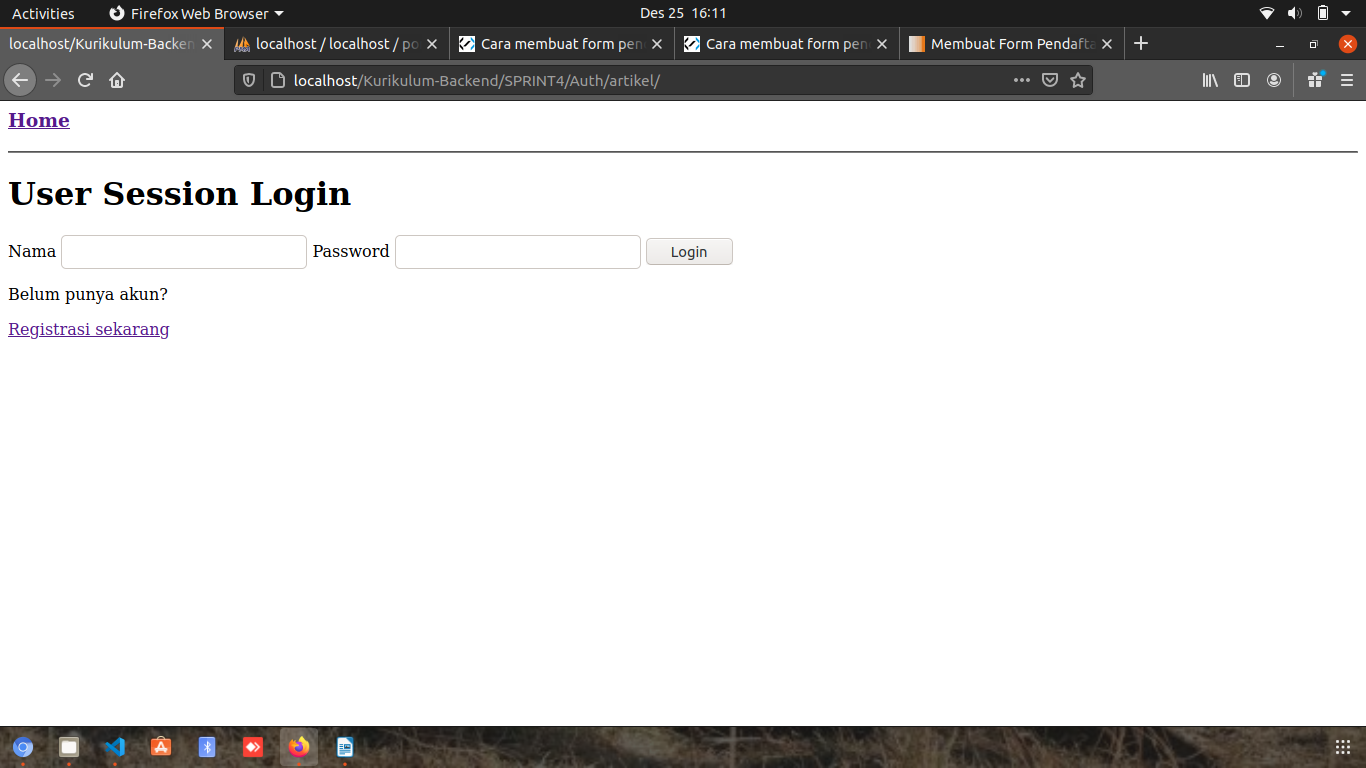 Activities Firefox Web Browser Des 25 16:11
localhost/Kurikulum-Backen localhost / localhost / po Cara membuat form pen Cara membuat form pen Membuat Form Pendafta
localhost/Kurikulum-Backend/SPRINT4/Auth/artikel/
Home
User Session Login
Nama Password Login
Belum punya akun?
Registrasi sekarang